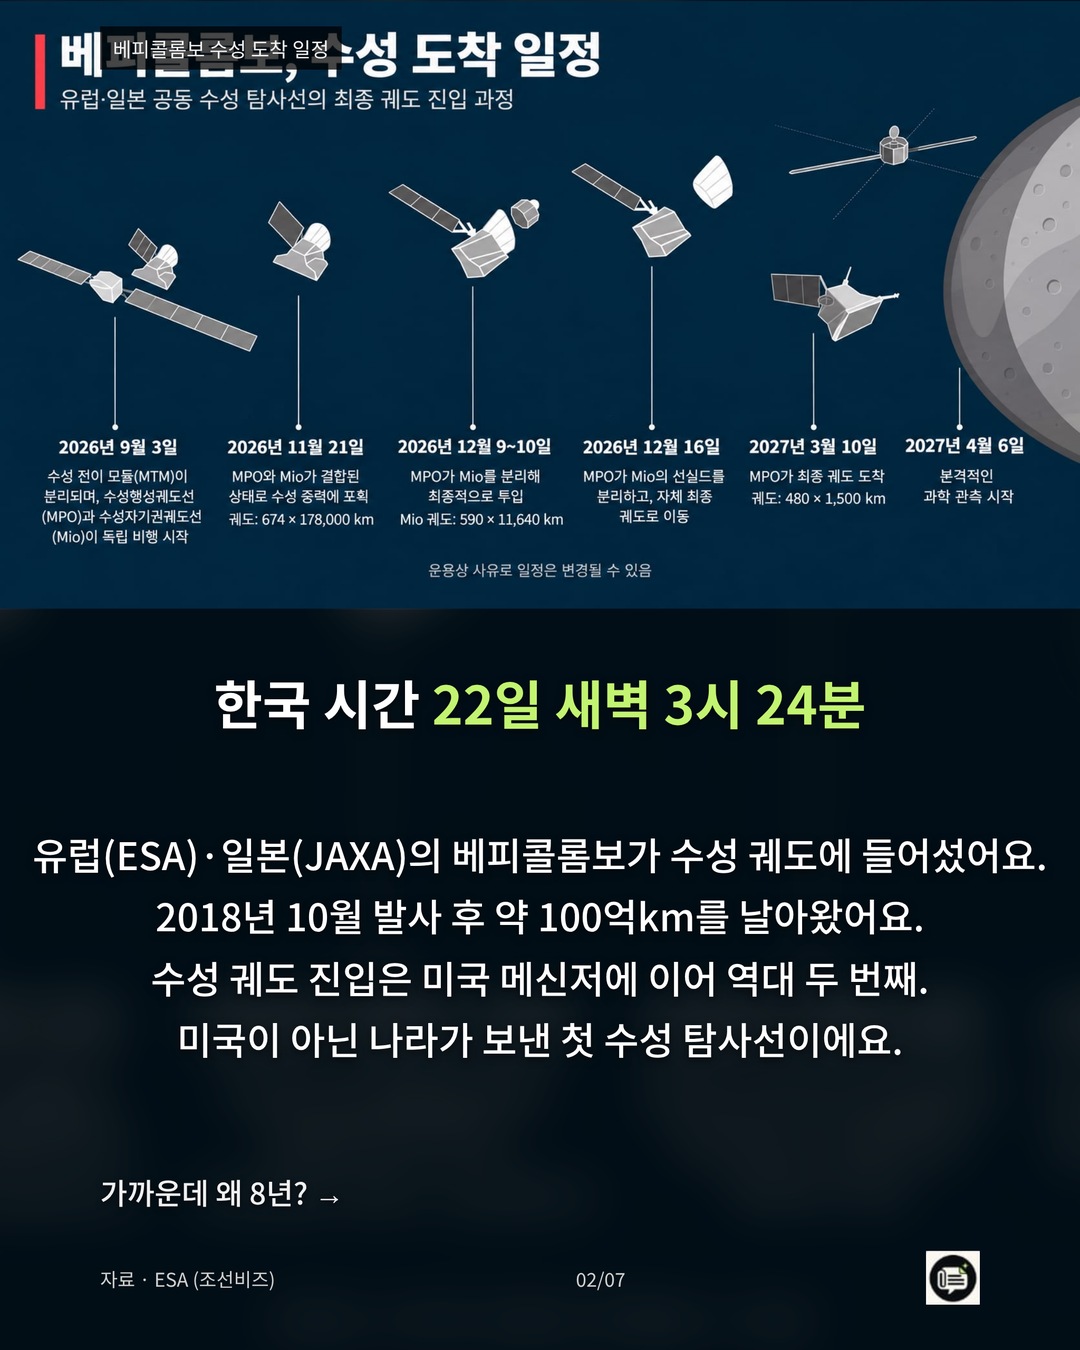 베피콜롬보, 수성 도착 일정
베피콜롬보 수성 도착 일정
유럽·일본 공동 수성 탐사선의 최종 궤도 진입 과정
2026년 9월 3일
수성 전이 모듈(MTM)이
분리되며, 수성행성궤도선
(MPO)과 수성자기권궤도선
(Mio)이 독립 비행 시작
2026년 11월 21일
MPO와 Mio가 결합된
상태로 수성 중력에 포획
궤도: 674 × 178,000 km
2026년 12월 9~10일
MPO가 Mio를 분리해
최종적으로 투입
Mio 궤도: 590 × 11,640 km
2026년 12월 16일
MPO가 Mio의 선실드를
분리하고, 자체 최종
궤도로 이동
2027년 3월 10일
MPO가 최종 궤도 도착
궤도: 480 × 1,500 km
2027년 4월 6일
본격적인
과학 관측 시작
운용상 사유로 일정은 변경될 수 있음
한국 시간 22일 새벽 3시 24분
유럽(ESA)·일본(JAXA)의 베피콜롬보가 수성 궤도에 들어섰어요.
2018년 10월 발사 후 약 100억km를 날아왔어요.
수성 궤도 진입은 미국 메신저에 이어 역대 두 번째.
미국이 아닌 나라가 보낸 첫 수성 탐사선이에요.
가까운데 왜 8년? →
자료 · ESA (조선비즈)
02/07